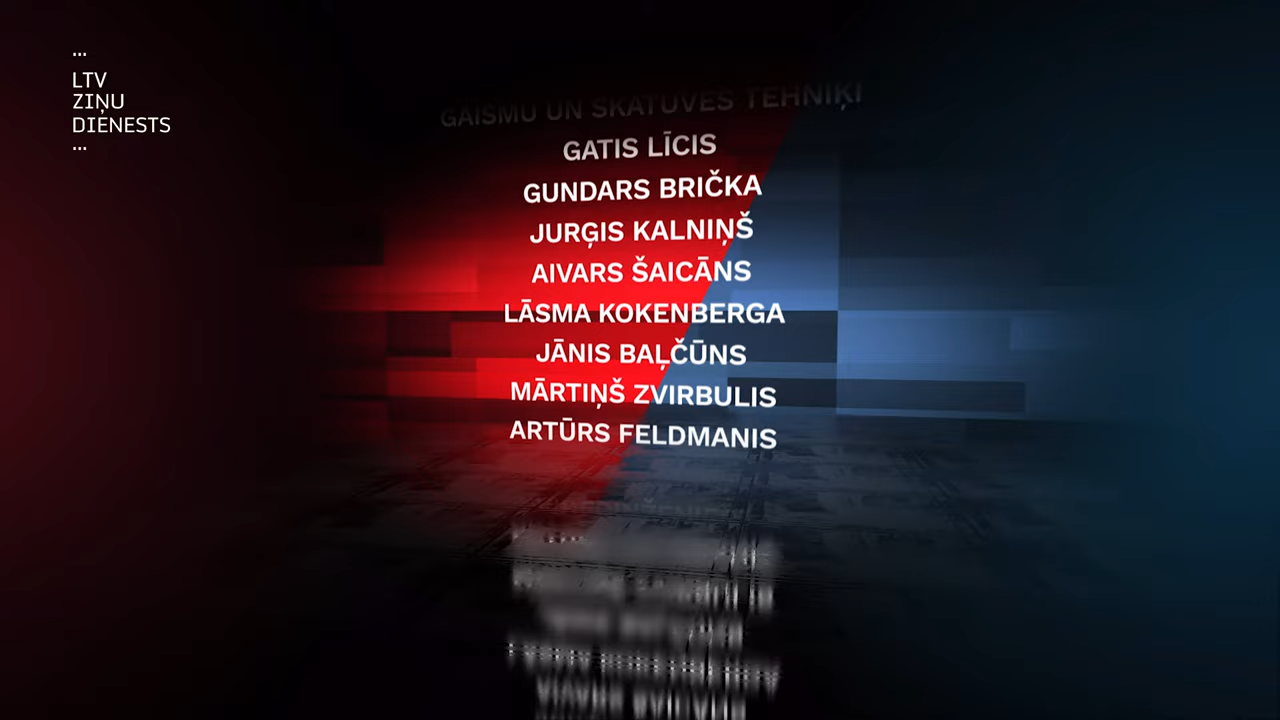 ...
LTV
ZIŅU
DIENESTS
...
GAISMU UN SKATUVES TEHNIĶI
GATIS LĪCIS
GUNDARS BRIČKA
JURĢIS KALNIŅŠ
AIVARS ŠAICĀNS
LĀSMA KOKENBERGA
JĀNIS BAĻČŪNS
MĀRTIŅŠ ZVIRBULIS
ARTŪRS FELDMANIS